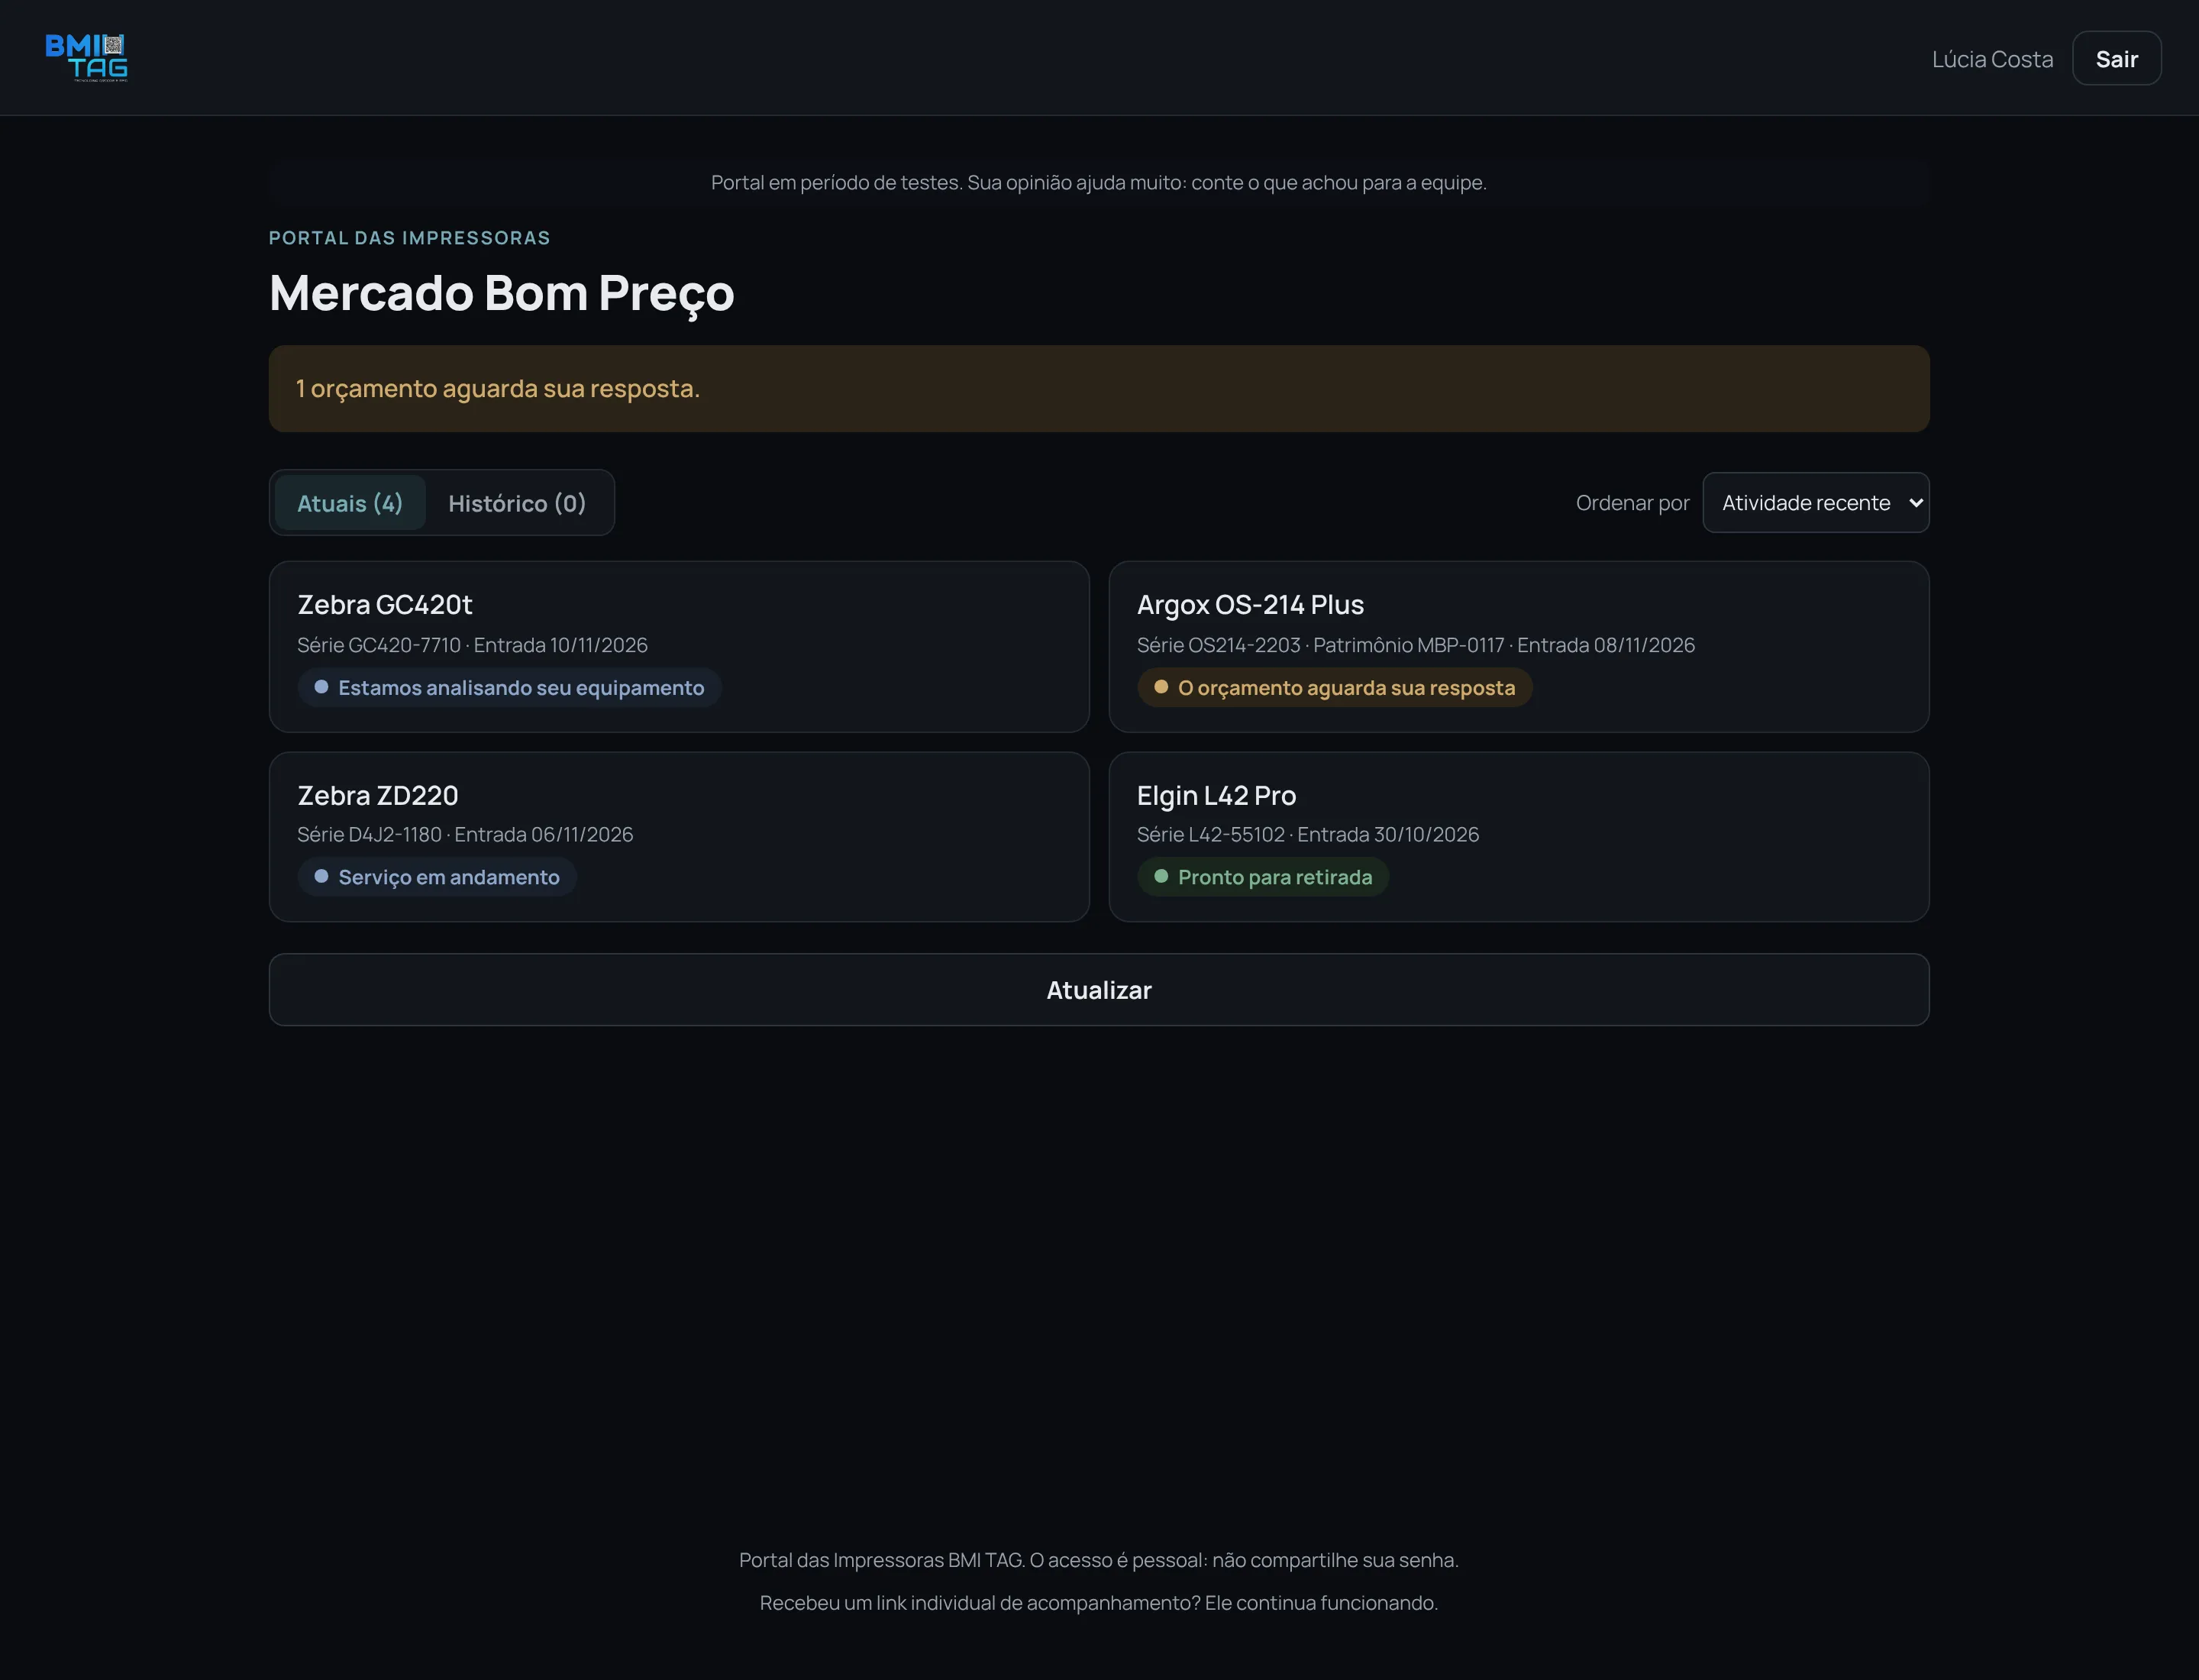 BMI
TAG
Lúcia Costa
Sair
Portal em período de testes. Sua opinião ajuda muito: conte o que achou para a equipe.
PORTAL DAS IMPRESSORAS
Mercado Bom Preço
1 orçamento aguarda sua resposta.
Atuais (4)
Histórico (0)
Ordenar por
Atividade recente
Zebra GC420t
Série GC420-7710 · Entrada 10/11/2026
Estamos analisando seu equipamento
Argox OS-214 Plus
Série OS214-2203 · Patrimônio MBP-0117 · Entrada 08/11/2026
O orçamento aguarda sua resposta
Zebra ZD220
Série D4J2-1180 · Entrada 06/11/2026
Serviço em andamento
Elgin L42 Pro
Série L42-55102 · Entrada 30/10/2026
Pronto para retirada
Atualizar
Portal das Impressoras BMI TAG. O acesso é pessoal: não compartilhe sua senha.
Recebeu um link individual de acompanhamento? Ele continua funcionando.